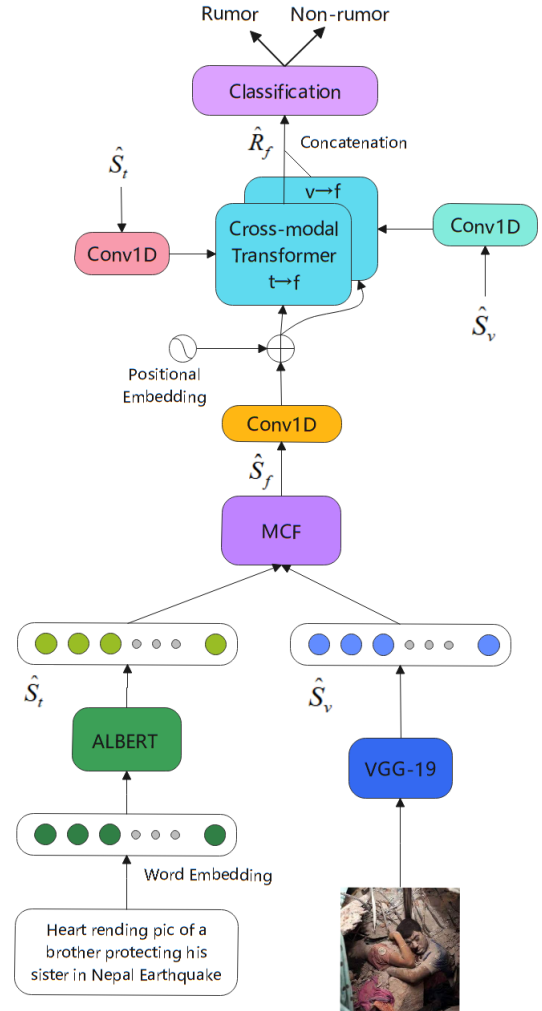 Rumor Non-rumor
Classification
R̂f Concatenation
Ŝt
v→f
Conv1D Cross-modal Conv1D
Transformer
t→f
Ŝv
Positional
Embedding
Conv1D
Ŝf
MCF
Ŝt Ŝv
ALBERT VGG-19
Word Embedding
Heart rending pic of a
brother protecting his
sister in Nepal Earthquake